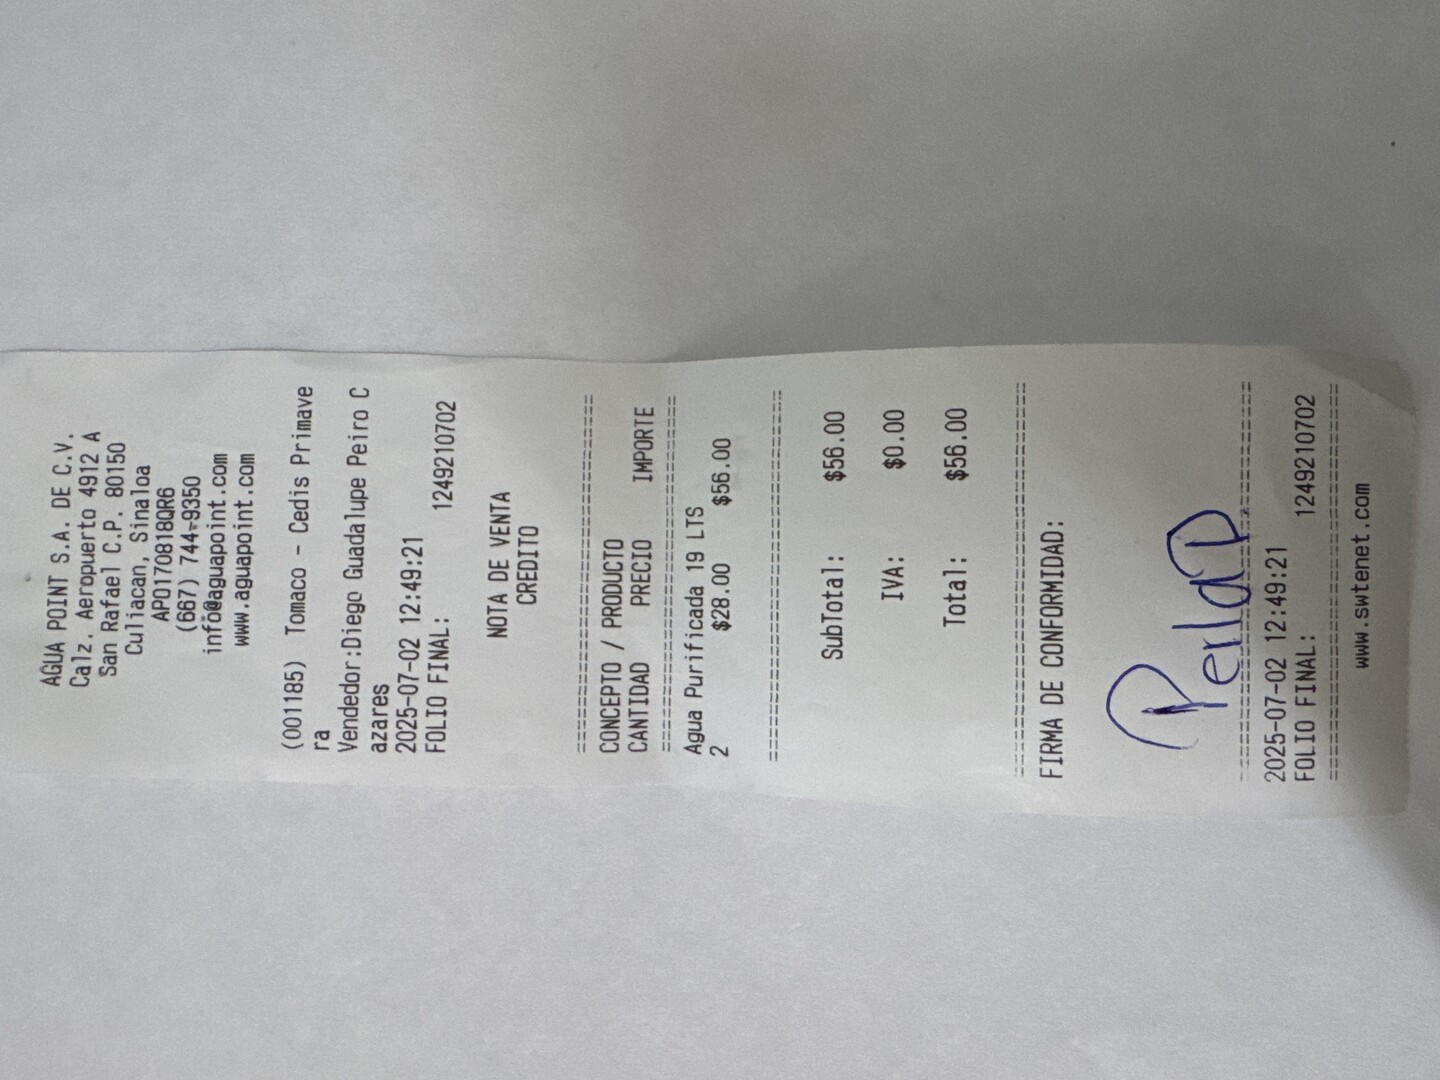 AGUA POINT S.A. DE C.V.
Calz. Aeropuerto 4912 A
San Rafael C.P. 80150
Culiacan, Sinaloa
APO170818QR6
(667) 744-9350
info@aguapoint.com
www.aguapoint.com
(001185) Tomaco - Cedis Primave
ra
Vendedor:Diego Guadalupe Peiro C
azares
2025-07-02 12:49:21
FOLIO FINAL: 1249210702
NOTA DE VENTA
CREDITO
================================
CONCEPTO / PRODUCTO
CANTIDAD PRECIO IMPORTE
================================
Agua Purificada 19 LTS
2 $28.00 $56.00
================================
SubTotal: $56.00
IVA: $0.00
Total: $56.00
================================
FIRMA DE CONFORMIDAD:
Perla D
================================
2025-07-02 12:49:21
FOLIO FINAL: 1249210702
================================
www.swtenet.com